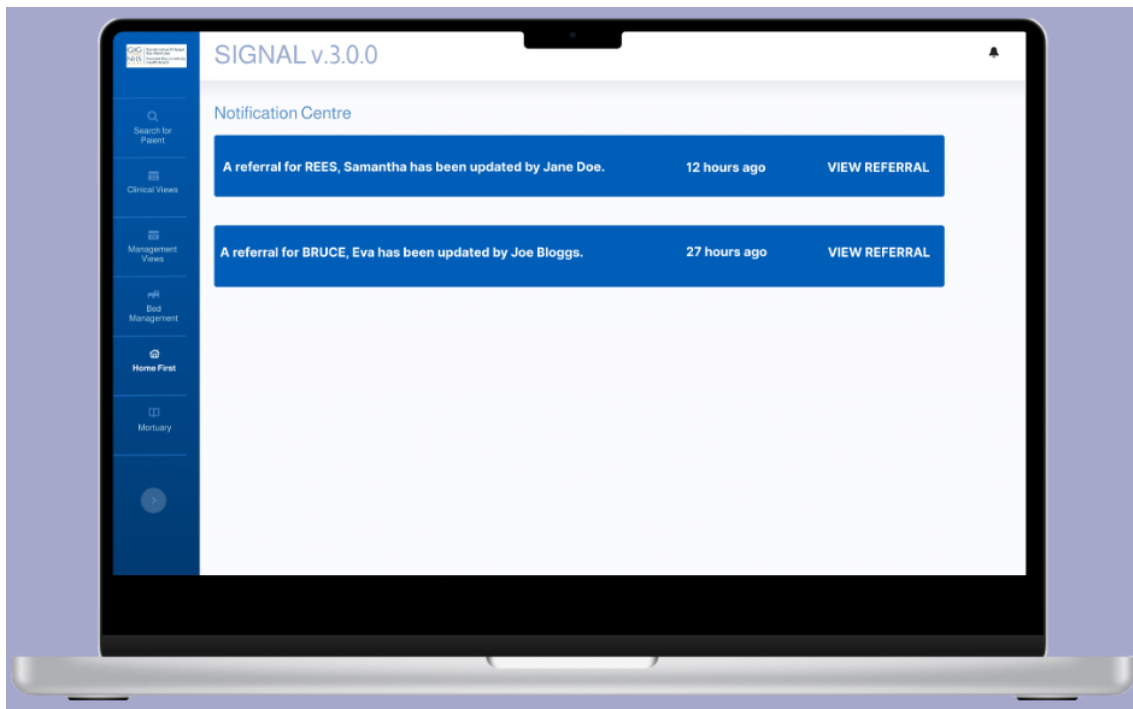 GIG
NHS
SIGNAL v.3.0.0
Search for
Paient
Clinical Views
Management
Views
Bed
Management
Home First
Mortuary
Notification Centre
A referral for REES, Samantha has been updated by Jane Doe. 12 hours ago VIEW REFERRAL
A referral for BRUCE, Eva has been updated by Joe Bloggs. 27 hours ago VIEW REFERRAL